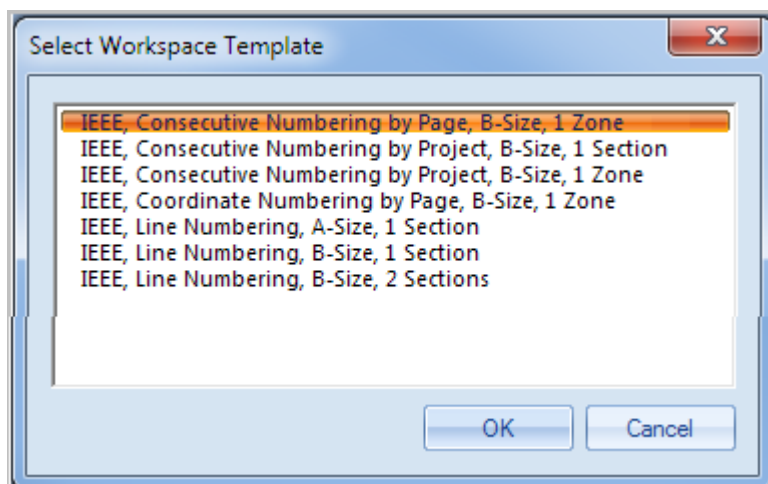 Select Workspace Template
IEEE, Consecutive Numbering by Page, B-Size, 1 Zone
IEEE, Consecutive Numbering by Project, B-Size, 1 Section
IEEE, Consecutive Numbering by Project, B-Size, 1 Zone
IEEE, Coordinate Numbering by Page, B-Size, 1 Zone
IEEE, Line Numbering, A-Size, 1 Section
IEEE, Line Numbering, B-Size, 1 Section
IEEE, Line Numbering, B-Size, 2 Sections
OK Cancel